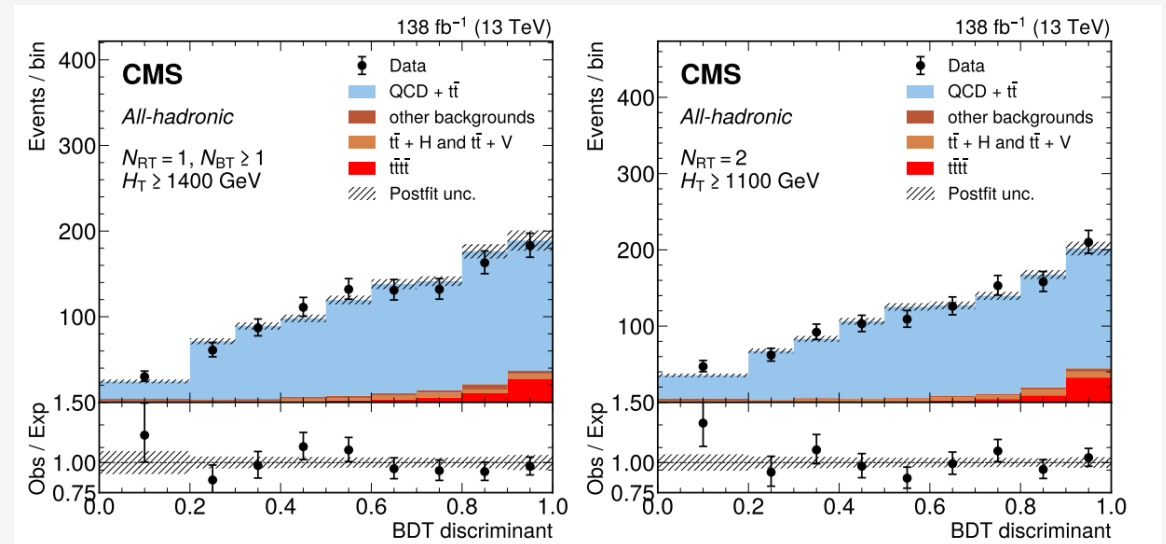 138 fb⁻¹ (13 TeV)
Events / bin
400
300
200
100
CMS
All-hadronic
N_RT = 1, N_BT ≥ 1
H_T ≥ 1400 GeV
Data
QCD + tt̄
other backgrounds
tt̄ + H and tt̄ + V
tt̄tt̄
Postfit unc.
Obs / Exp
1.50
1.00
0.75
0.0 0.2 0.4 0.6 0.8 1.0
BDT discriminant
138 fb⁻¹ (13 TeV)
Events / bin
400
300
200
100
CMS
All-hadronic
N_RT = 2
H_T ≥ 1100 GeV
Data
QCD + tt̄
other backgrounds
tt̄ + H and tt̄ + V
tt̄tt̄
Postfit unc.
Obs / Exp
1.50
1.00
0.75
0.0 0.2 0.4 0.6 0.8 1.0
BDT discriminant